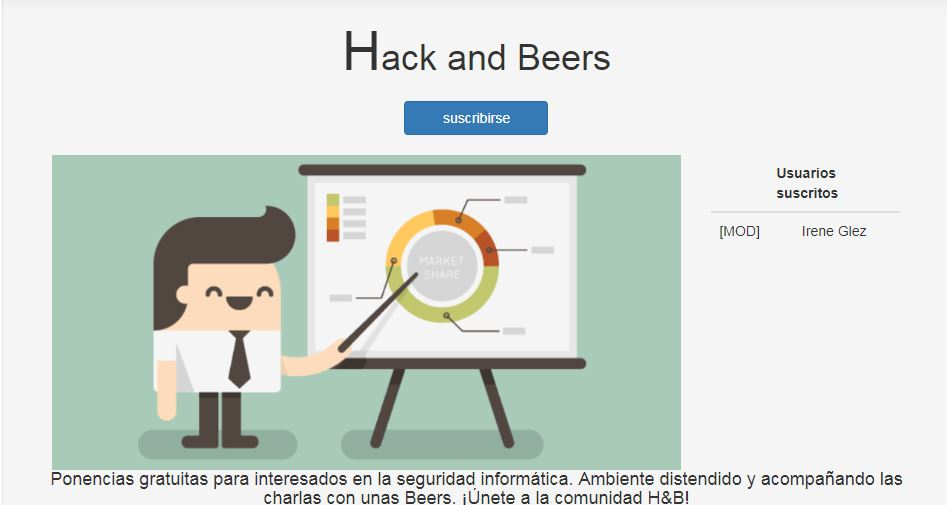 Hack and Beers
suscribirse
MARKET
SHARE
Usuarios
suscritos
[MOD] Irene Glez
Ponencias gratuitas para interesados en la seguridad informática. Ambiente distendido y acompañando las
charlas con unas Beers. ¡Únete a la comunidad H&B!